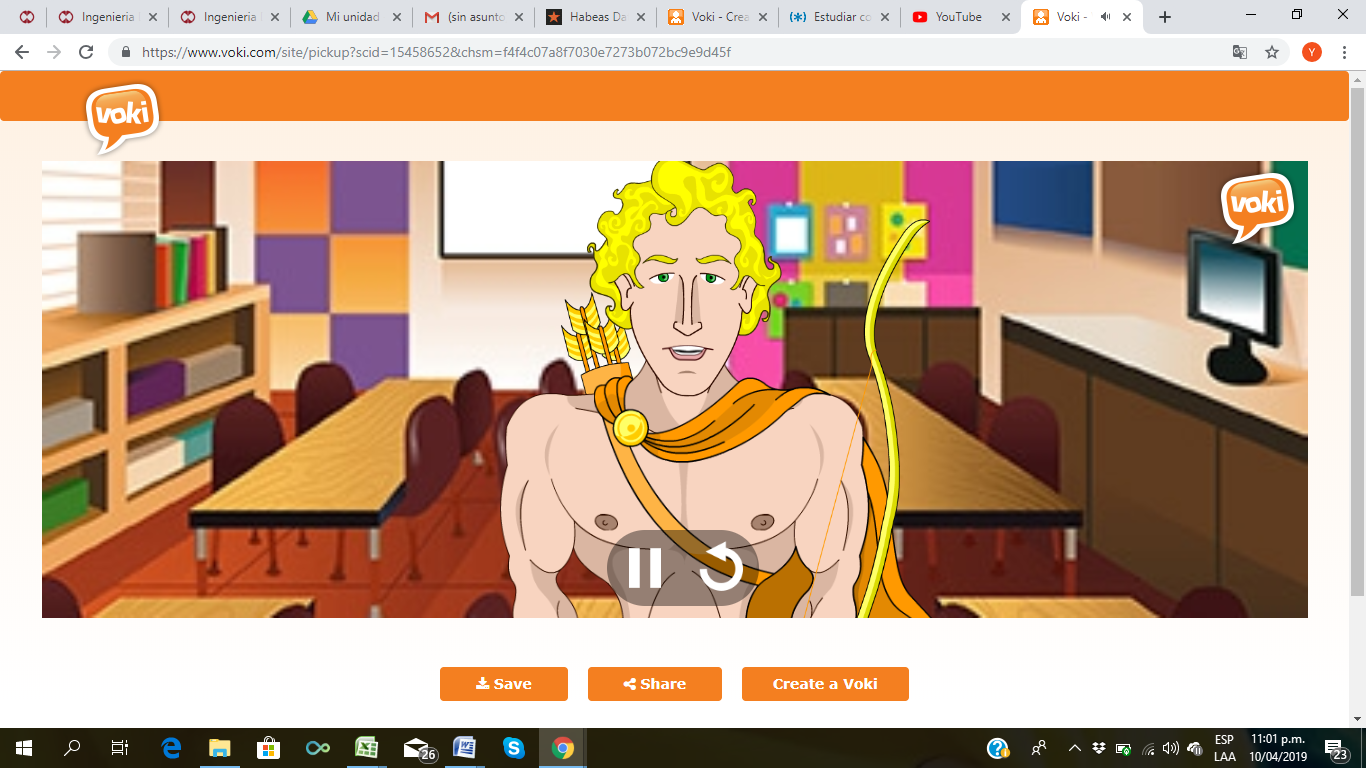 Ingenieria
Ingenieria
Mi unidad
(sin asunto
Habeas Da
Voki - Crea
Estudiar co
YouTube
Voki -
https://www.voki.com/site/pickup?scid=15458652&chsm=f4f4c07a8f7030e7273b072bc9e9d45f
Y
voki
voki
Save
Share
Create a Voki
26
ESP
LAA
11:01 p.m.
10/04/2019
23